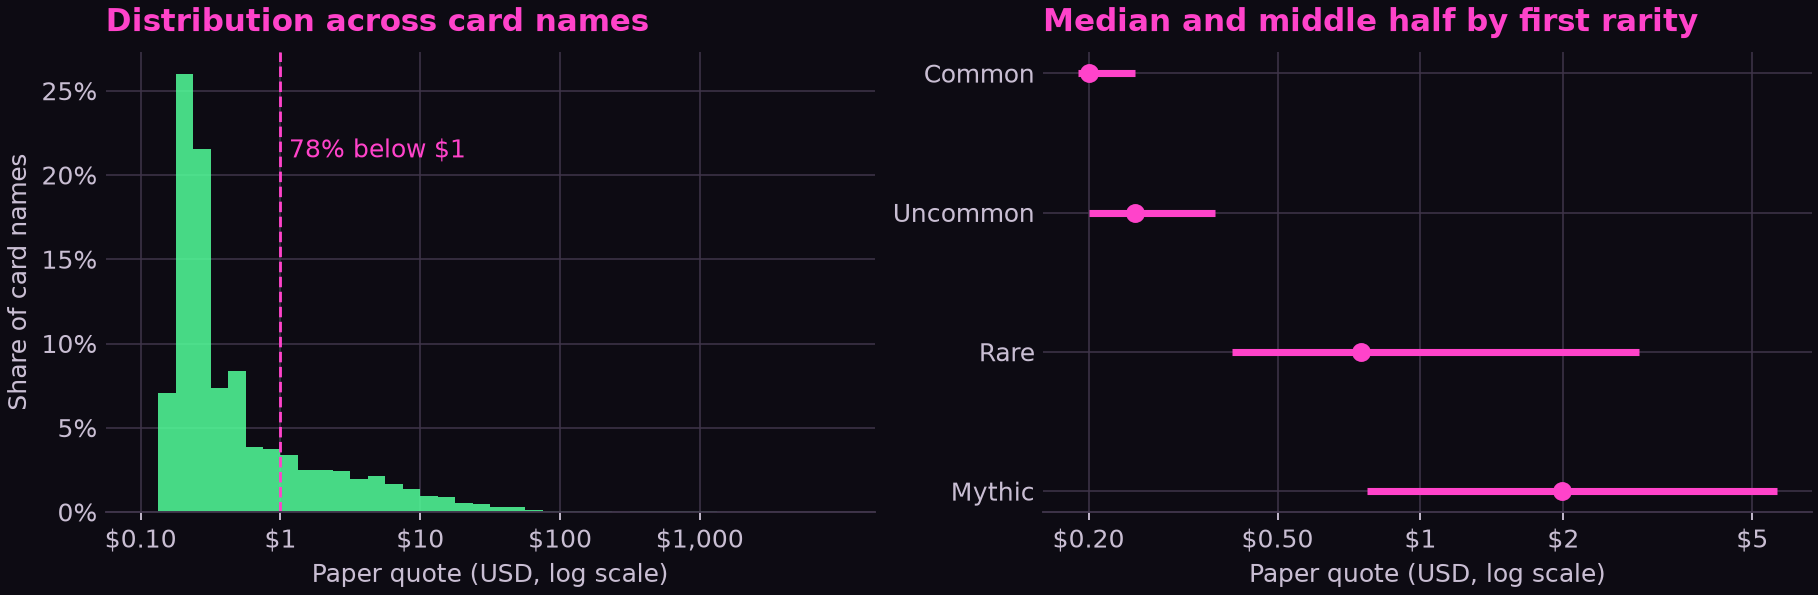 Distribution across card names
Share of card names
25%
20%
15%
10%
5%
0%
78% below $1
$0.10
$1
$10
$100
$1,000
Paper quote (USD, log scale)
Median and middle half by first rarity
Common
Uncommon
Rare
Mythic
$0.20
$0.50
$1
$2
$5
Paper quote (USD, log scale)